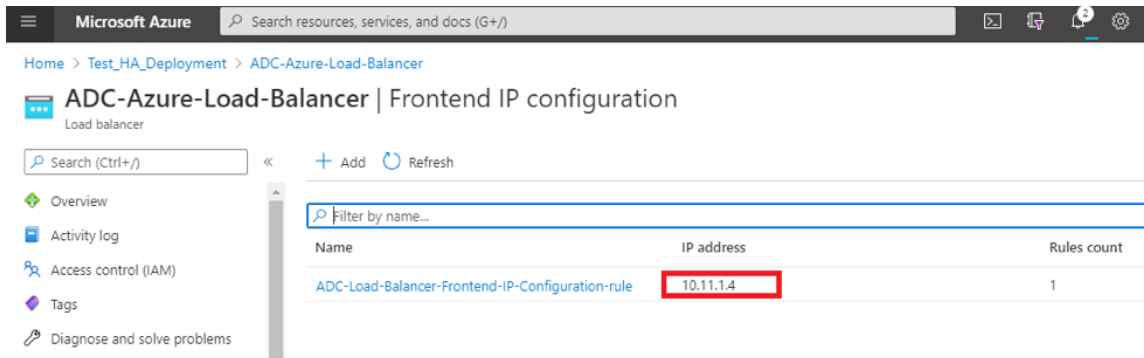 Microsoft Azure
Search resources, services, and docs (G+/)
2
Home > Test_HA_Deployment > ADC-Azure-Load-Balancer
ADC-Azure-Load-Balancer | Frontend IP configuration
Load balancer
Search (Ctrl+/)
«
Add
Refresh
Overview
Activity log
Access control (IAM)
Tags
Diagnose and solve problems
Filter by name...
Name IP address Rules count
ADC-Load-Balancer-Frontend-IP-Configuration-rule 10.11.1.4 1